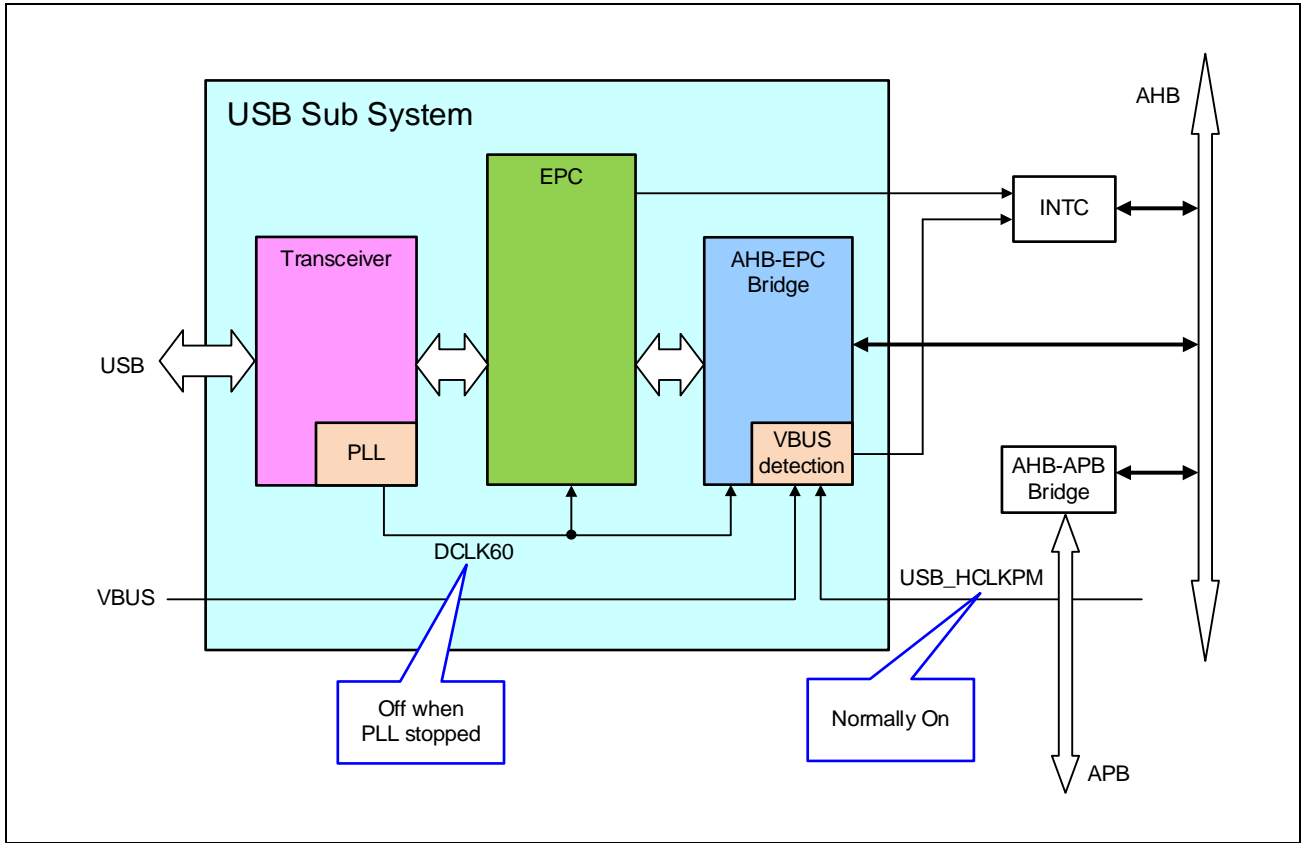 USB Sub System
AHB
EPC
INTC
Transceiver
AHB-EPC
Bridge
USB
PLL
VBUS
detection
AHB-APB
Bridge
DCLK60
USB_HCLKPM
VBUS
Off when
PLL stopped
Normally On
APB